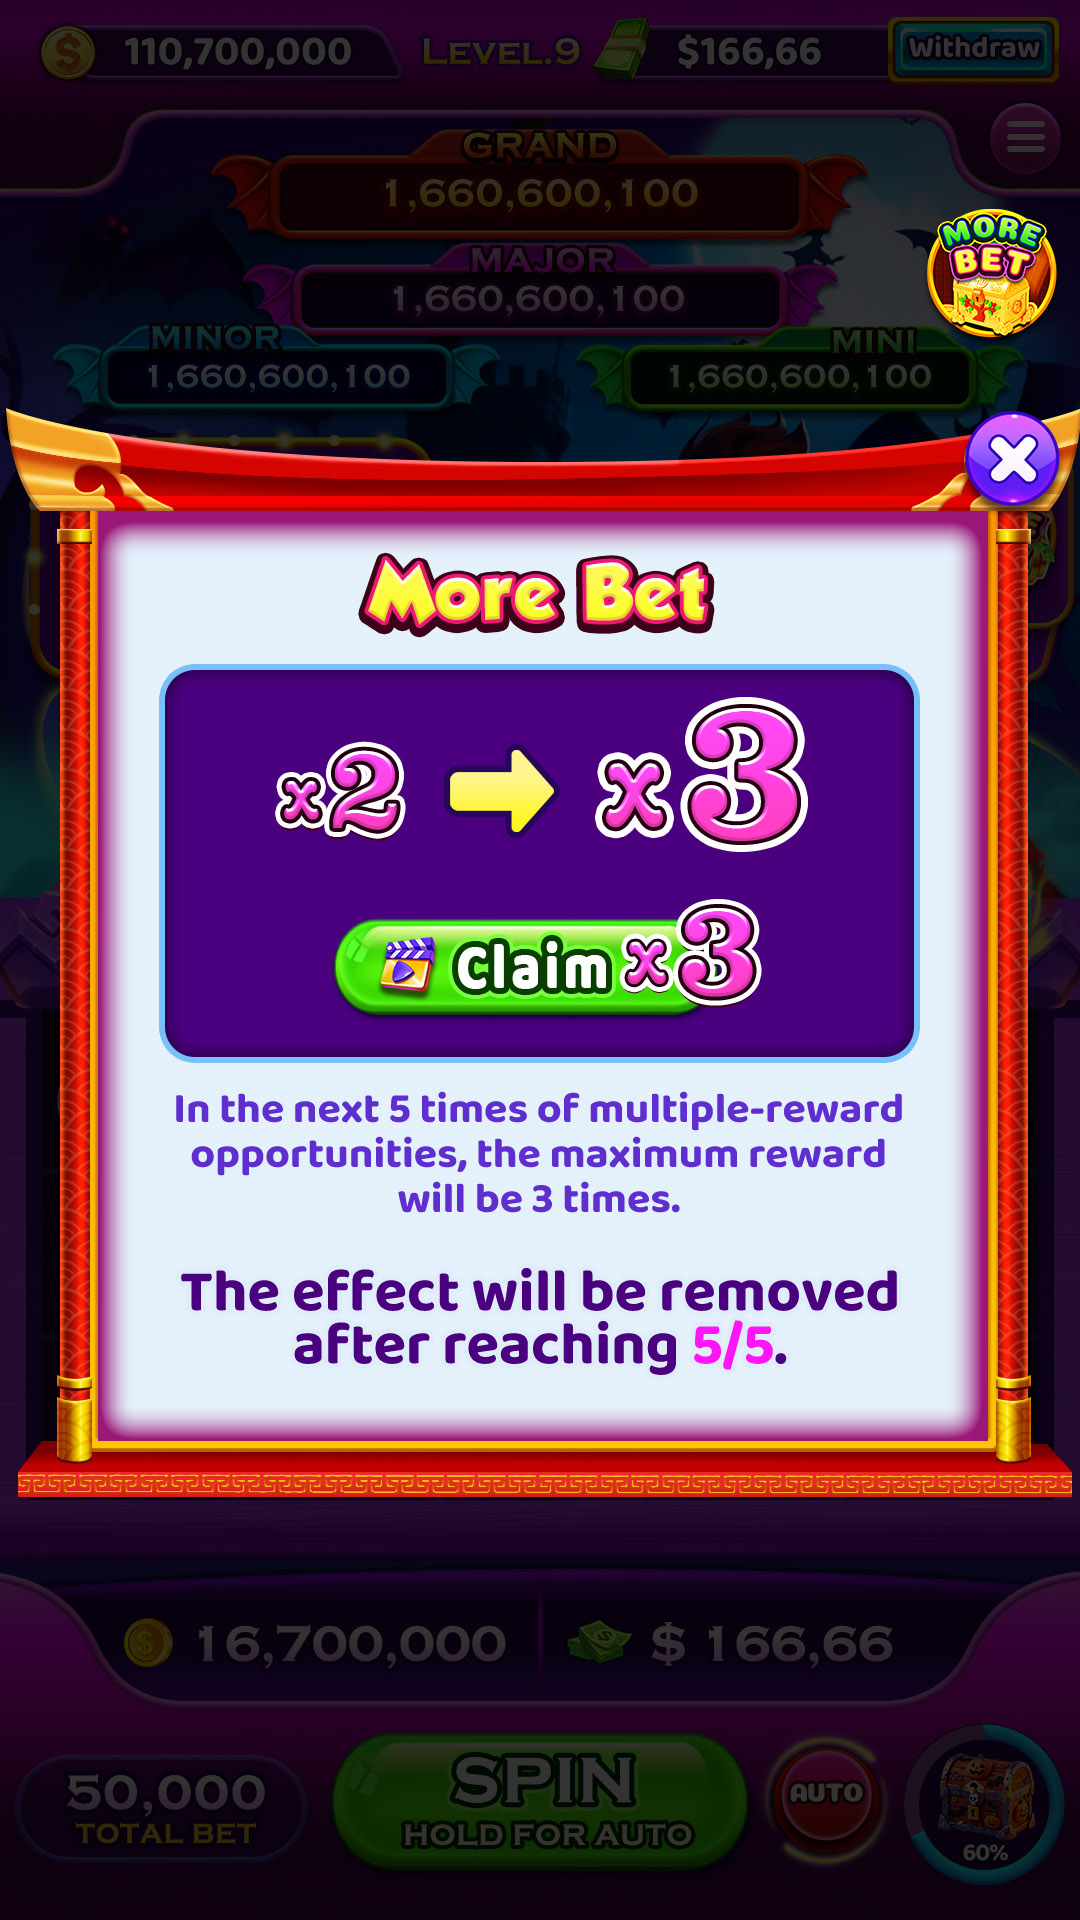 110,700,000
LEVEL.9
$166,66
Withdraw
GRAND
1,660,600,100
MORE
BET
MAJOR
1,660,600,100
MINOR
1,660,600,100
MINI
1,660,600,100
More Bet
x2
x3
Claim x3
In the next 5 times of multiple-reward
opportunities, the maximum reward
will be 3 times.
The effect will be removed
after reaching 5/5.
16,700,000
$ 166,66
50,000
TOTAL BET
SPIN
HOLD FOR AUTO
AUTO
60%